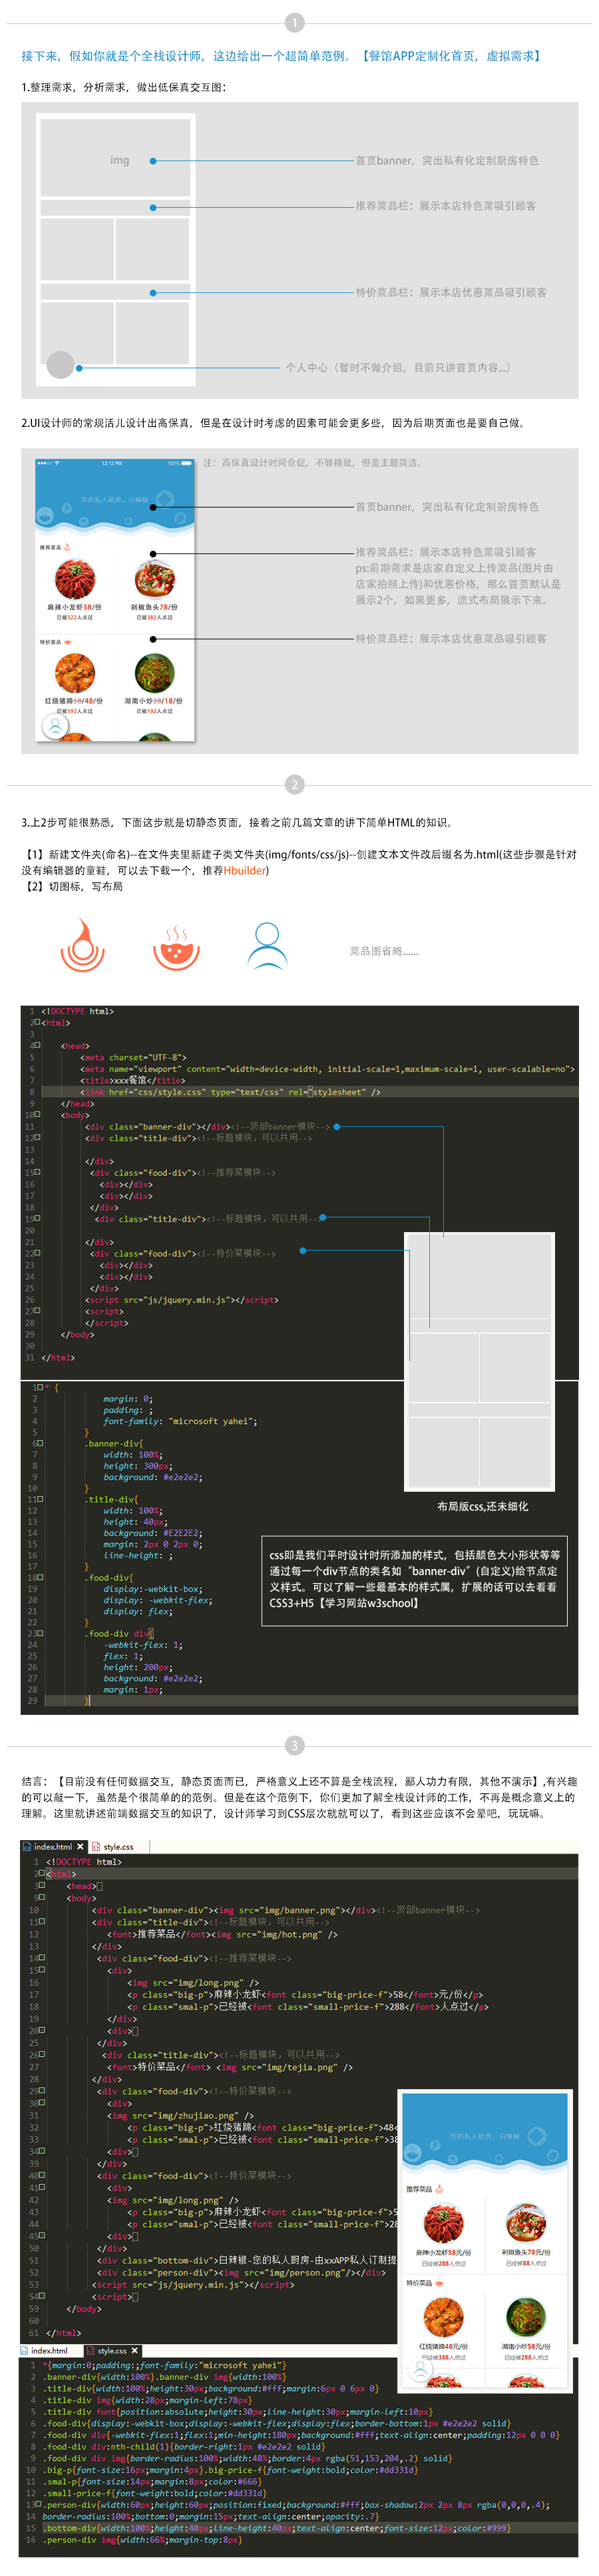 1
接下来，假如你就是个全栈设计师，这边给出一个超简单范例。【餐馆APP定制化首页，虚拟需求】
1.整理需求，分析需求，做出低保真交互图：
img
首页banner，突出私有化定制厨房特色
推荐菜品栏：展示本店特色菜吸引顾客
特价菜品栏：展示本店优惠菜品吸引顾客
个人中心（暂时不做介绍，目前只讲首页内容...）
2.UI设计师的常规活儿设计出高保真，但是在设计时考虑的因素可能会更多些，因为后期页面也是要自己做。
12:12 PM
100%
注：高保真设计时间仓促，不够精致，但是主题简洁。
您的私人厨房，白辣椒
首页banner，突出私有化定制厨房特色
推荐菜品
推荐菜品栏：展示本店特色菜吸引顾客
ps:前期需求是店家自定义上传菜品(图片由
店家拍照上传)和优惠价格，那么首页默认是
展示2个，如果更多，流式布局展示下来。
麻辣小龙虾58/份
剁椒鱼头78/份
已被322人点过
已被382人点过
特价菜品
特价菜品栏：展示本店优惠菜品吸引顾客
红烧猪蹄58/48/份
湖南小炒28/18/份
已被392人点过
已被192人点过
2
3.上2步可能很熟悉，下面这步就是切静态页面，接着之前几篇文章的讲下简单HTML的知识。
【1】新建文件夹(命名)--在文件夹里新建子类文件夹(img/fonts/css/js)--创建文本文件改后缀名为.html(这些步骤是针对
没有编辑器的童鞋，可以去下载一个，推荐Hbuilder)
【2】切图标，写布局
菜品图省略......。
1 <!DOCTYPE html>
2 <html>
3
4 <head>
5 <meta charset="UTF-8">
6 <meta name="viewport" content="width=device-width, initial-scale=1,maximum-scale=1, user-scalable=no">
7 <title>xxx餐馆</title>
8 <link href="css/style.css" type="text/css" rel="stylesheet" />
9 </head>
10 <body>
11 <div class="banner-div"></div><!--顶部banner模块-->
12 <div class="title-div"><!--标题模块，可以共用-->
13
14 </div>
15 <div class="food-div"><!--推荐菜模块-->
16 <div></div>
17 <div></div>
18 </div>
19 <div class="title-div"><!--标题模块，可以共用-->
20
21 </div>
22 <div class="food-div"><!--特价菜模块-->
23 <div></div>
24 <div></div>
25 </div>
26 <script src="js/jquery.min.js"></script>
27 <script>
28 </script>
29 </body>
30
31 </html>
1 * {
2 margin: 0;
3 padding: ;
4 font-family: "microsoft yahei";
5 }
6 .banner-div{
7 width: 100%;
8 height: 300px;
9 background: #e2e2e2;
10 }
11 .title-div{
12 width: 100%;
13 height: 40px;
14 background: #E2E2E2;
15 margin: 2px 0 2px 0;
16 line-height: ;
17 }
18 .food-div{
19 display:-webkit-box;
20 display: -webkit-flex;
21 display: flex;
22 }
23 .food-div div{
24 -webkit-flex: 1;
25 flex: 1;
26 height: 200px;
27 background: #e2e2e2;
28 margin: 1px;
29 }
布局版css,还未细化
css即是我们平时设计时所添加的样式，包括颜色大小形状等等
通过每一个div节点的类名如“banner-div”(自定义)给节点定
义样式。可以了解一些最基本的样式属，扩展的话可以去看看
CSS3+H5【学习网站w3school】
3
结言：【目前没有任何数据交互，静态页面而已，严格意义上还不算是全栈流程，鄙人功力有限，其他不演示】,有兴趣
的可以敲一下，虽然是个很简单的的范例。但是在这个范例下，你们更加了解全栈设计师的工作，不再是概念意义上的
理解。这里就讲述前端数据交互的知识了，设计师学习到CSS层次就就可以了，看到这些应该不会晕吧，玩玩嘛。
index.html
style.css
1 <!DOCTYPE html>
2 <html>
3 <head>
9 <body>
10 <div class="banner-div"><img src="img/banner.png"></div><!--顶部banner模块-->
11 <div class="title-div"><!--标题模块，可以共用-->
12 <font>推荐菜品</font><img src="img/hot.png" />
13 </div>
14 <div class="food-div"><!--推荐菜模块-->
15 <div>
16 <img src="img/long.png" />
17 <p class="big-p">麻辣小龙虾<font class="big-price-f">58</font>元/份</p>
18 <p class="smal-p">已经被<font class="small-price-f">288</font>人点过</p>
19 </div>
20 <div>
25 </div>
26 <div class="title-div"><!--标题模块，可以共用-->
27 <font>特价菜品</font> <img src="img/tejia.png" />
28 </div>
29 <div class="food-div"><!--特价菜模块-->
30 <div>
31 <img src="img/zhujiao.png" />
32 <p class="big-p">红烧猪蹄<font class="big-price-f">48<
33 <p class="smal-p">已经被<font class="small-price-f">38
34 <div>
39 </div>
40 <div class="food-div"><!--特价菜模块-->
41 <div>
42 <img src="img/long.png" />
43 <p class="big-p">麻辣小龙虾<font class="big-price-f">5
44 <p class="smal-p">已经被<font class="small-price-f">28
45 <div>
50 </div>
51 <div class="bottom-div">白辣椒-您的私人厨房-由xxAPP私人订制提
52 <div class="person-div"><img src="img/person.png"/></div>
53 <script src="js/jquery.min.js"></script>
54 <script>
59 </body>
60
61 </html>
您的私人厨房，白辣椒
推荐菜品
麻辣小龙虾58元/份
剁椒鱼头78元/份
已经被288人点过
已经被88人点过
特价菜品
红烧猪蹄48元/份
湖南小炒58元/份
已经被388人点过
已经被288人点过
index.html
style.css
1 *{margin:0;padding:;font-family:"microsoft yahei"}
2 .banner-div{width:100%}.banner-div img{width:100%}
3 .title-div{width:100%;height:30px;background:#fff;margin:6px 0 6px 0}
4 .title-div img{width:28px;margin-left:78px}
5 .title-div font{position:absolute;height:30px;line-height:30px;margin-left:10px}
6 .food-div{display:-webkit-box;display:-webkit-flex;display:flex;border-bottom:1px #e2e2e2 solid}
7 .food-div div{-webkit-flex:1;flex:1;min-height:180px;background:#fff;text-align:center;padding:12px 0 0 0}
8 .food-div div:nth-child(1){border-right:1px #e2e2e2 solid}
9 .food-div div img{border-radius:100%;width:48%;border:4px rgba(51,153,204,.2) solid}
10 .big-p{font-size:16px;margin:4px}.big-price-f{font-weight:bold;color:#dd331d}
11 .smal-p{font-size:14px;margin:8px;color:#666}
12 .small-price-f{font-weight:bold;color:#dd331d}
13 .person-div{width:60px;height:60px;position:fixed;background:#fff;box-shadow:2px 2px 8px rgba(0,0,0,.4);
14 border-radius:100%;bottom:0;margin:15px;text-align:center;opacity:.7}
15 .bottom-div{width:100%;height:40px;line-height:40px;text-align:center;font-size:12px;color:#999}
16 .person-div img{width:66%;margin-top:8px}